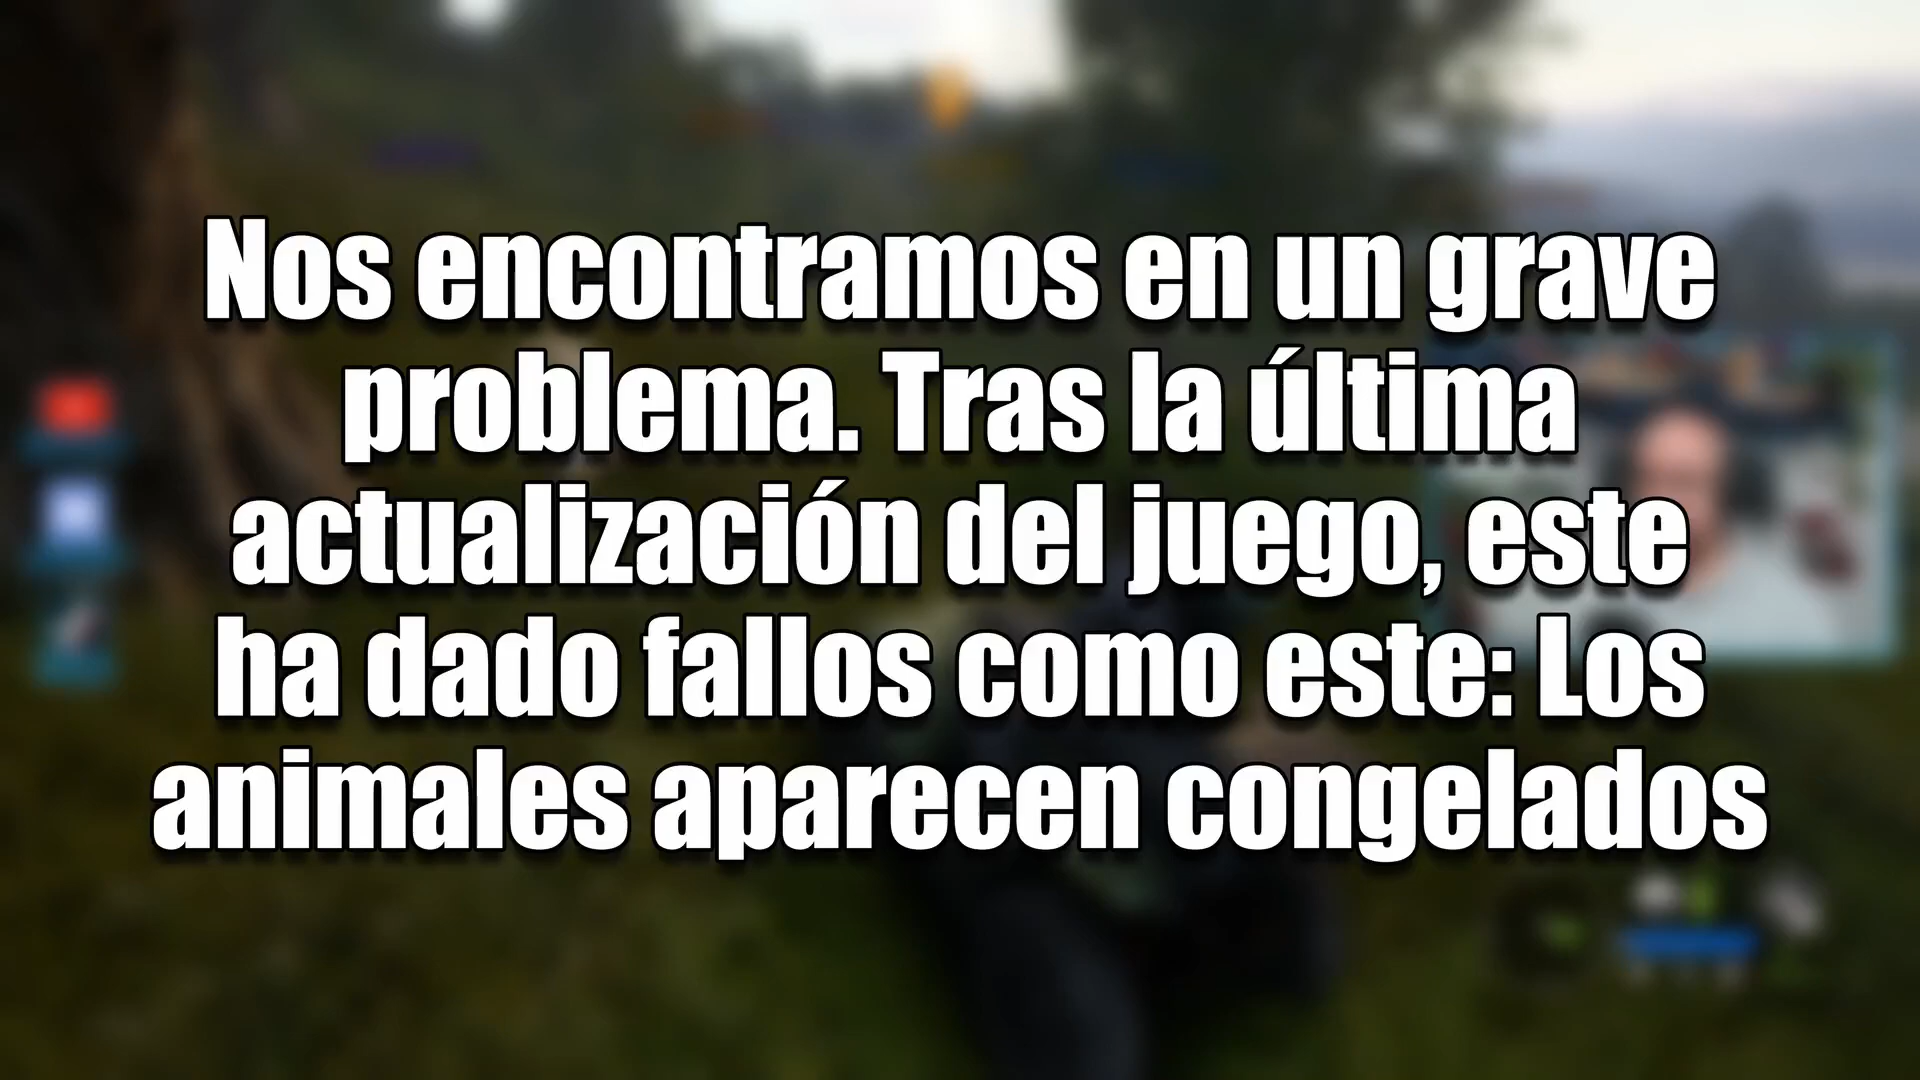 Nos encontramos en un grave
problema. Tras la última
actualización del juego, este
ha dado fallos como este: Los
animales aparecen congelados